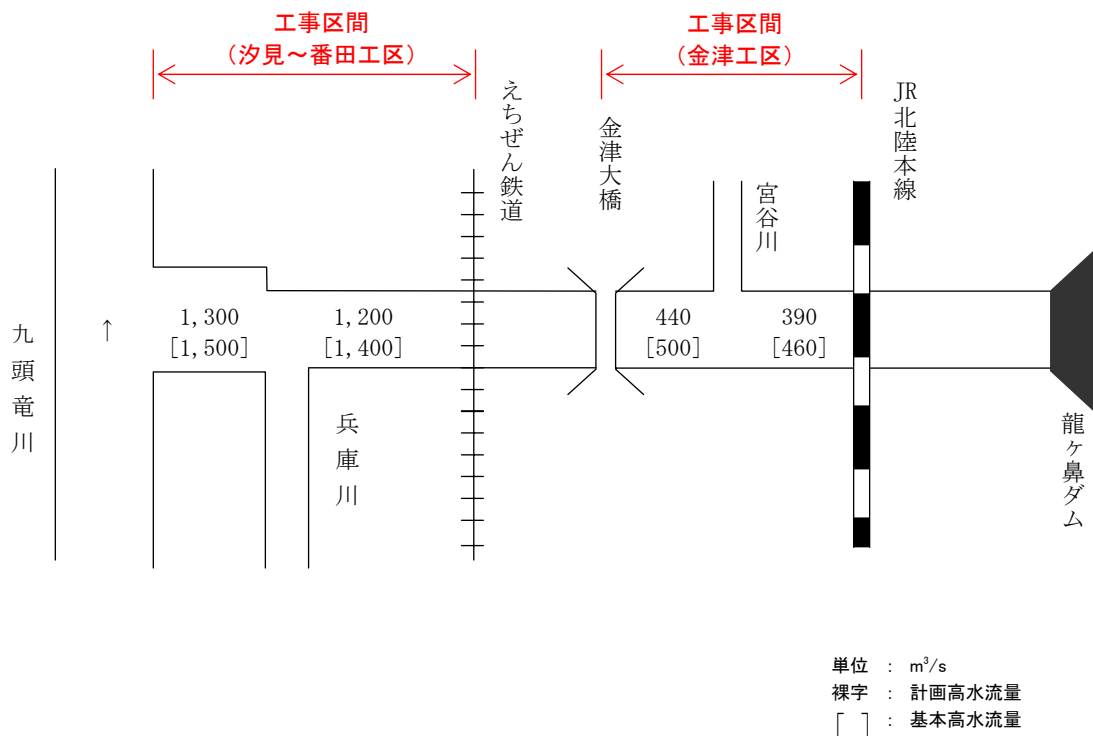 工事区間
(汐見～番田工区)
工事区間
(金津工区)
えちぜん鉄道
金津大橋
宮谷川
JR北陸本線
九頭竜川
↑
1,300
[1,500]
1,200
[1,400]
440
[500]
390
[460]
兵庫川
龍ヶ鼻ダム
単位 : m³/s
裸字 : 計画高水流量
[ ] : 基本高水流量